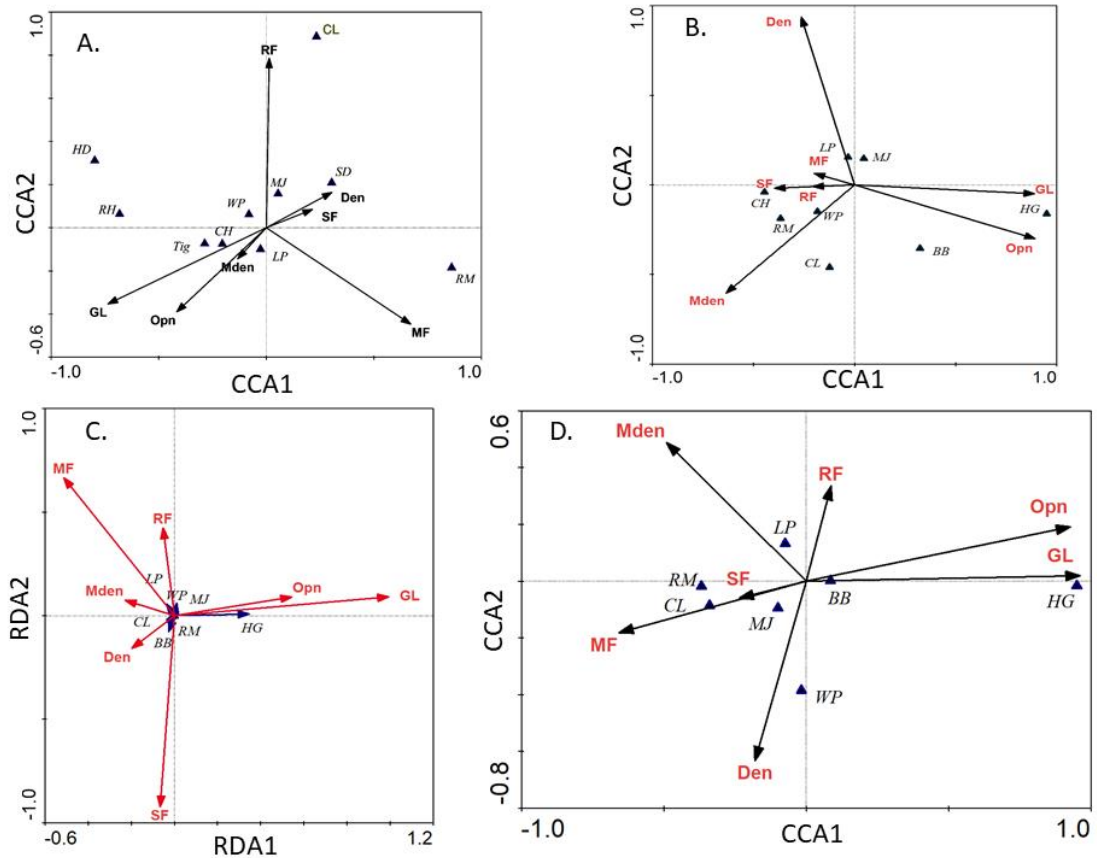 A.
1.0
CL
RF
HD
SD
MJ
Den
RH
WP
SF
CH
Tig
LP
Mden
RM
GL
Opn
MF
-0.6
CCA2
-1.0
1.0
CCA1
B.
1.0
Den
LP
MJ
MF
SF
RF
GL
CH
HG
RM
WP
Opn
BB
CL
Mden
-1.0
CCA2
-1.0
1.0
CCA1
C.
1.0
MF
RF
LP
Mden
WP
MJ
Opn
GL
CL
RM
HG
BB
Den
SF
-1.0
RDA2
-0.6
1.2
RDA1
D.
0.6
Mden
RF
Opn
LP
GL
RM
SF
BB
HG
CL
MJ
MF
WP
Den
-0.8
CCA2
-1.0
1.0
CCA1